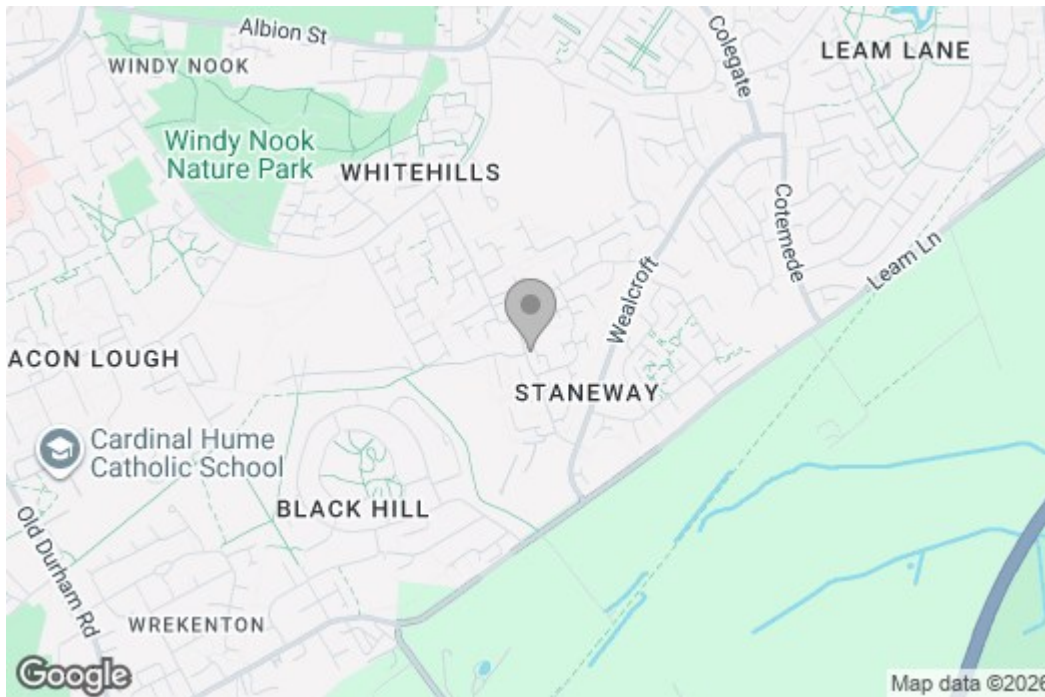 Albion St
WINDY NOOK
Colegate
LEAM LANE
Windy Nook
Nature Park
WHITEHILLS
Cotemede
Leam Ln
Wealcroft
ACON LOUGH
STANEWAY
Cardinal Hume
Catholic School
BLACK HILL
Old Durham Rd
WREKENTON
Google
Map data ©2026